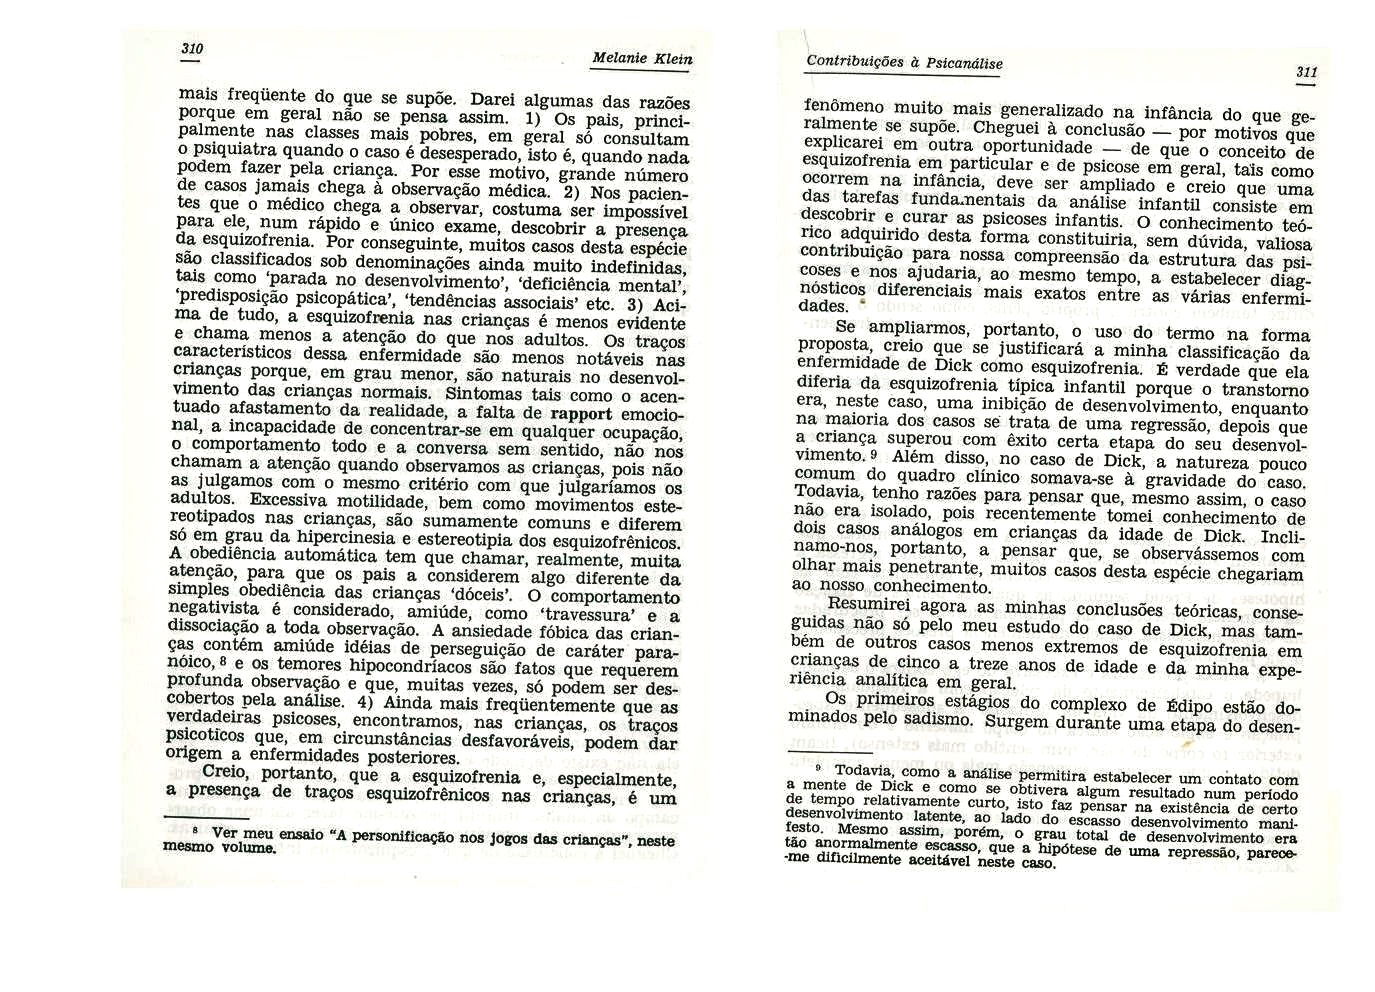 310
Melanie Klein
mais freqüente do que se supõe. Darei algumas das razões
porque em geral não se pensa assim. 1) Os pais, princi-
palmente nas classes mais pobres, em geral só consultam
o psiquiatra quando o caso é desesperado, isto é, quando nada
podem fazer pela criança. Por esse motivo, grande número
de casos jamais chega à observação médica. 2) Nos pacien-
tes que o médico chega a observar, costuma ser impossível
para ele, num rápido e único exame, descobrir a presença
da esquizofrenia. Por conseguinte, muitos casos desta espécie
são classificados sob denominações ainda muito indefinidas,
tais como 'parada no desenvolvimento', 'deficiência mental',
'predisposição psicopática', 'tendências associais' etc. 3) Aci-
ma de tudo, a esquizofrenia nas crianças é menos evidente
e chama menos a atenção do que nos adultos. Os traços
característicos dessa enfermidade são menos notáveis nas
crianças porque, em grau menor, são naturais no desenvol-
vimento das crianças normais. Sintomas tais como o acen-
tuado afastamento da realidade, a falta de rapport emocio-
nal, a incapacidade de concentrar-se em qualquer ocupação,
o comportamento todo e a conversa sem sentido, não nos
chamam a atenção quando observamos as crianças, pois não
as julgamos com o mesmo critério com que julgaríamos os
adultos. Excessiva motilidade, bem como movimentos este-
reotipados nas crianças, são sumamente comuns e diferem
só em grau da hipercinesia e estereotipia dos esquizofrênicos.
A obediência automática tem que chamar, realmente, muita
atenção, para que os pais a considerem algo diferente da
simples obediência das crianças 'dóceis'. O comportamento
negativista é considerado, amiúde, como 'travessura' e a
dissociação a toda observação. A ansiedade fóbica das crian-
ças contém amiúde idéias de perseguição de caráter para-
nóico, 8 e os temores hipocondríacos são fatos que requerem
profunda observação e que, muitas vezes, só podem ser des-
cobertos pela análise. 4) Ainda mais freqüentemente que as
verdadeiras psicoses, encontramos, nas crianças, os traços
psicoticos que, em circunstâncias desfavoráveis, podem dar
origem a enfermidades posteriores.
Creio, portanto, que a esquizofrenia e, especialmente,
a presença de traços esquizofrênicos nas crianças, é um
8 Ver meu ensaio "A personificação nos jogos das crianças", neste
mesmo volume.
Contribuições à Psicanálise
311
fenômeno muito mais generalizado na infância do que ge-
ralmente se supõe. Cheguei à conclusão — por motivos que
explicarei em outra oportunidade — de que o conceito de
esquizofrenia em particular e de psicose em geral, tais como
ocorrem na infância, deve ser ampliado e creio que uma
das tarefas fundamentais da análise infantil consiste em
descobrir e curar as psicoses infantis. O conhecimento teó-
rico adquirido desta forma constituiria, sem dúvida, valiosa
contribuição para nossa compreensão da estrutura das psi-
coses e nos ajudaria, ao mesmo tempo, a estabelecer diag-
nósticos diferenciais mais exatos entre as várias enfermi-
dades.
Se ampliarmos, portanto, o uso do termo na forma
proposta, creio que se justificará a minha classificação da
enfermidade de Dick como esquizofrenia. É verdade que ela
diferia da esquizofrenia típica infantil porque o transtorno
era, neste caso, uma inibição de desenvolvimento, enquanto
na maioria dos casos se trata de uma regressão, depois que
a criança superou com êxito certa etapa do seu desenvol-
vimento. 9 Além disso, no caso de Dick, a natureza pouco
comum do quadro clínico somava-se à gravidade do caso.
Todavia, tenho razões para pensar que, mesmo assim, o caso
não era isolado, pois recentemente tomei conhecimento de
dois casos análogos em crianças da idade de Dick. Incli-
namo-nos, portanto, a pensar que, se observássemos com
olhar mais penetrante, muitos casos desta espécie chegariam
ao nosso conhecimento.
Resumirei agora as minhas conclusões teóricas, conse-
guidas não só pelo meu estudo do caso de Dick, mas tam-
bém de outros casos menos extremos de esquizofrenia em
crianças de cinco a treze anos de idade e da minha expe-
riência analítica em geral.
Os primeiros estágios do complexo de Édipo estão do-
minados pelo sadismo. Surgem durante uma etapa do desen-
9 Todavia, como a análise permitira estabelecer um contato com
a mente de Dick e como se obtivera algum resultado num período
de tempo relativamente curto, isto faz pensar na existência de certo
desenvolvimento latente, ao lado do escasso desenvolvimento mani-
festo. Mesmo assim, porém, o grau total de desenvolvimento era
tão anormalmente escasso, que a hipótese de uma repressão, parece-
-me dificilmente aceitável neste caso.